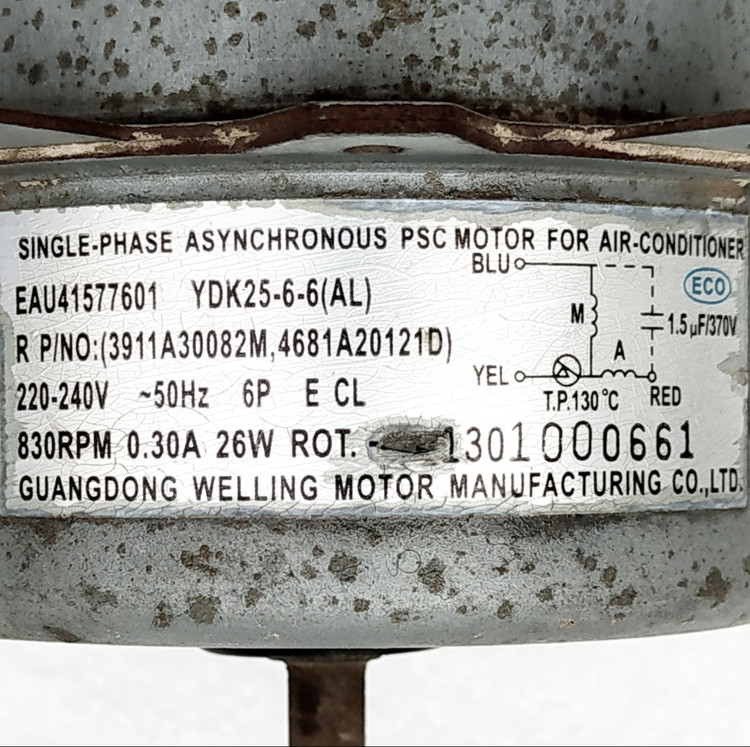 SINGLE-PHASE ASYNCHRONOUS PSC MOTOR FOR AIR-CONDITIONER
EAU41577601 YDK25-6-6(AL)
R P/NO:(3911A30082M,4681A20121D)
220-240V ~50Hz 6P E CL
830RPM 0.30A 26W ROT. 1301000661
GUANGDONG WELLING MOTOR MANUFACTURING CO.,LTD.
BLU
ECO
M
1.5μF/370V
A
YEL
T.P.130°C RED